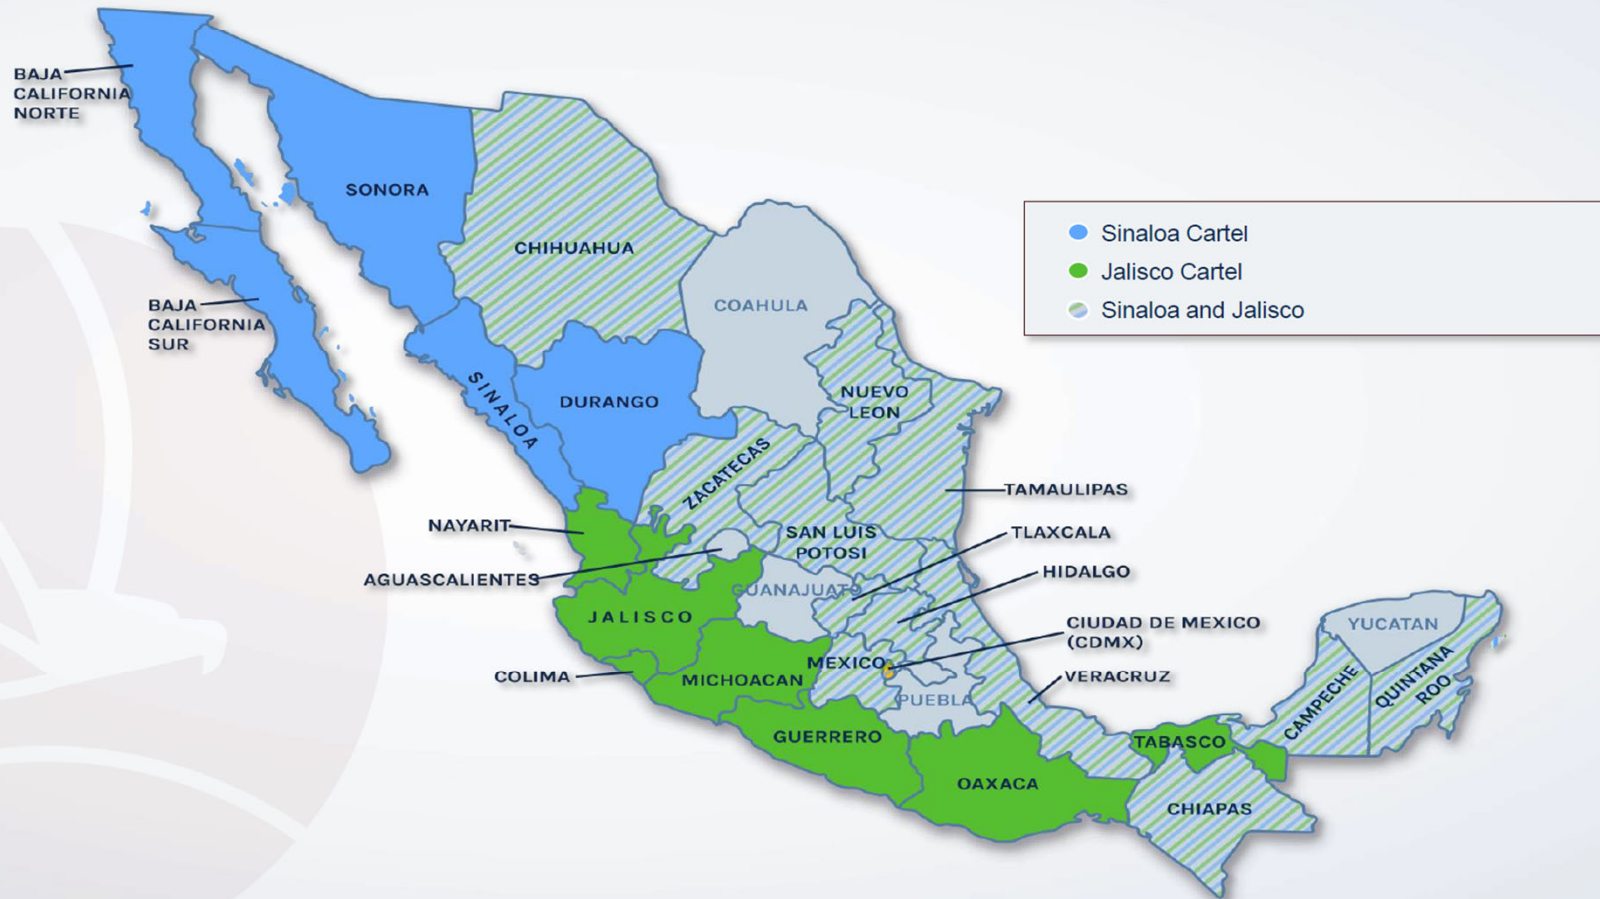 BAJA
CALIFORNIA
NORTE
SONORA
CHIHUAHUA
COAHULA
BAJA
CALIFORNIA
SUR
SINALOA
DURANGO
NUEVO
LEON
ZACATECAS
TAMAULIPAS
NAYARIT
SAN LUIS
POTOSI
TLAXCALA
AGUASCALIENTES
HIDALGO
GUANAJUATO
JALISCO
CIUDAD DE MEXICO
(CDMX)
COLIMA
MICHOACAN
MEXICO
VERACRUZ
PUEBLA
GUERRERO
OAXACA
TABASCO
CHIAPAS
CAMPECHE
YUCATAN
QUINTANA
ROO
Sinaloa Cartel
Jalisco Cartel
Sinaloa and Jalisco